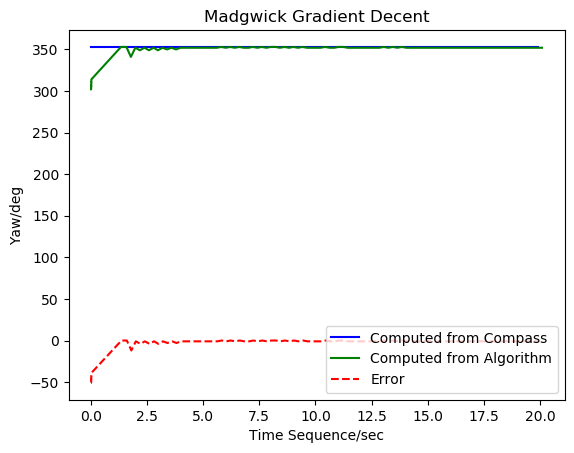 Madgwick Gradient Decent
Yaw/deg
350
300
250
200
150
100
50
0
−50
0.0 2.5 5.0 7.5 10.0 12.5 15.0 17.5 20.0
Time Sequence/sec
Computed from Compass
Computed from Algorithm
Error